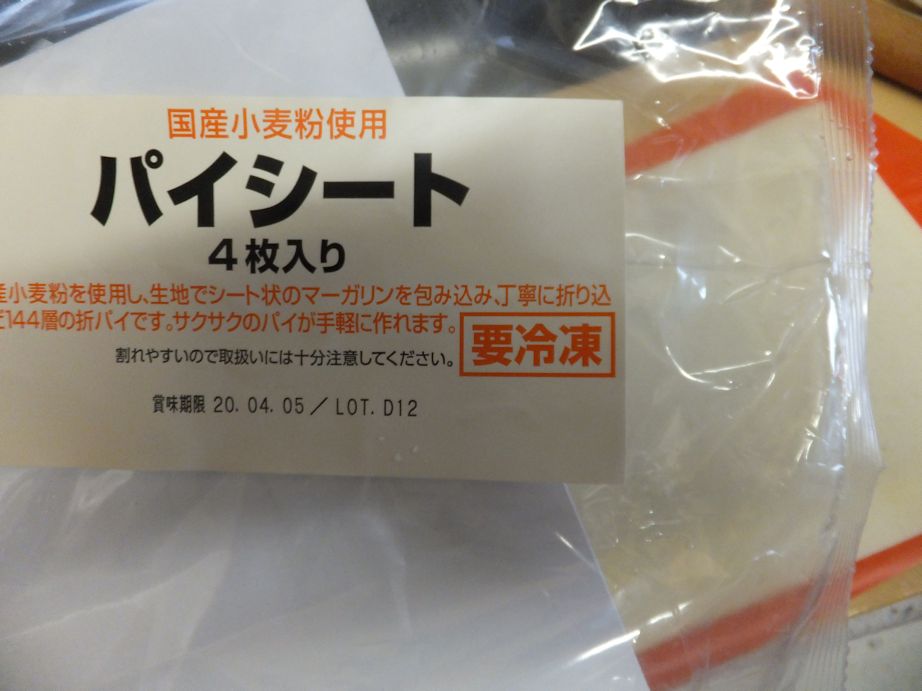 国産小麦粉使用
パイシート
4枚入り
産小麦粉を使用し、生地でシート状のマーガリンを包み込み、丁寧に折り込
だ144層の折パイです。サクサクのパイが手軽に作れます。
要冷凍
割れやすいので取扱いには十分注意してください。
賞味期限 20.04.05/LOT.D12